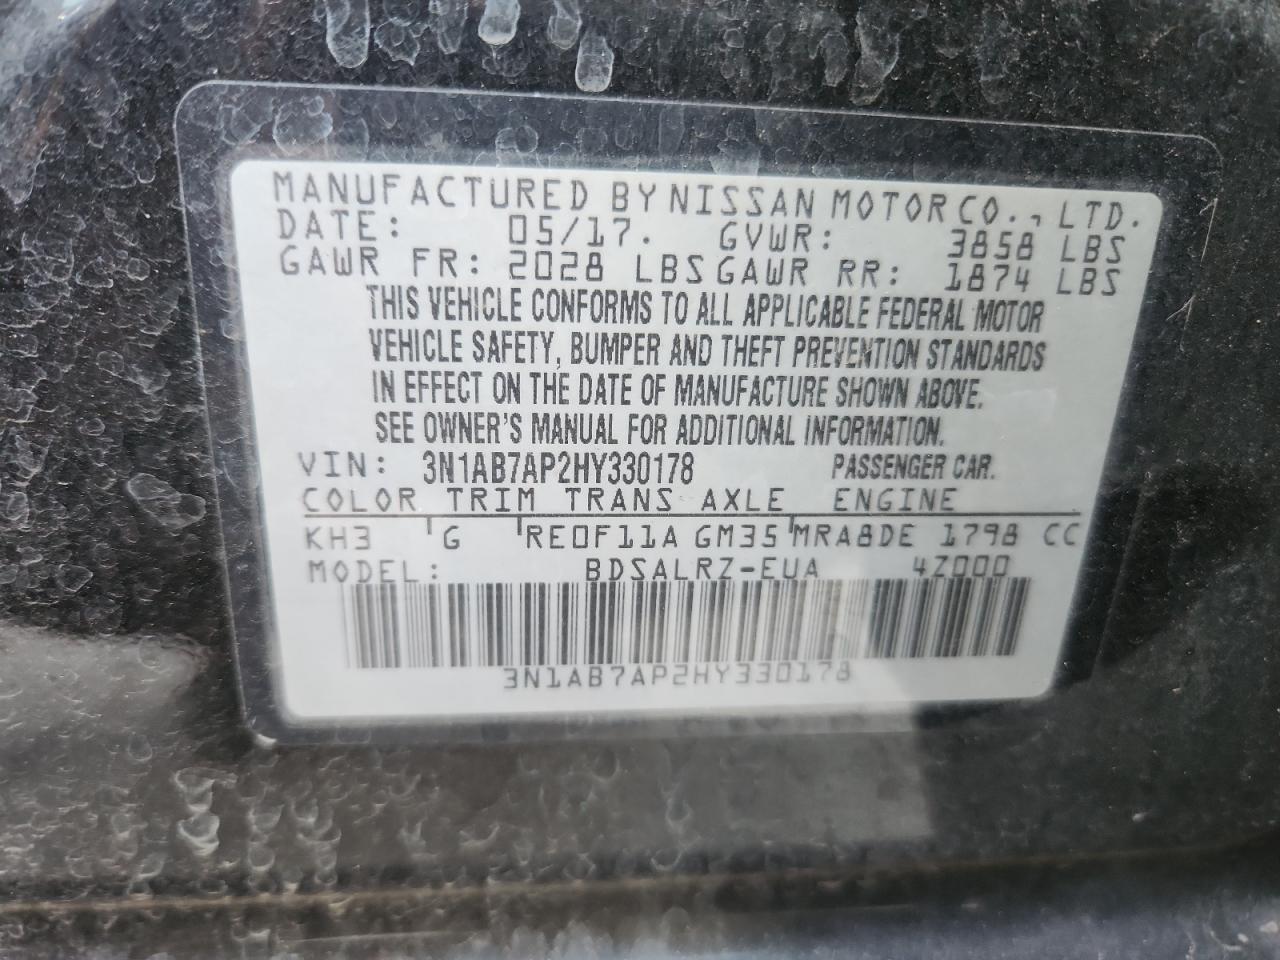 MANUFACTURED BY NISSAN MOTOR CO., LTD.
DATE: 05/17. GVWR: 3858 LBS
GAWR FR: 2028 LBS GAWR RR: 1874 LBS
THIS VEHICLE CONFORMS TO ALL APPLICABLE FEDERAL MOTOR
VEHICLE SAFETY, BUMPER AND THEFT PREVENTION STANDARDS
IN EFFECT ON THE DATE OF MANUFACTURE SHOWN ABOVE.
SEE OWNER'S MANUAL FOR ADDITIONAL INFORMATION.
VIN: 3N1AB7AP2HY330178 PASSENGER CAR.
COLOR TRIM TRANS AXLE ENGINE
KH3 G RE0F11A GM35 MRA8DE 1798 CC
MODEL: BDSALRZ-EUA 4Z000
3N1AB7AP2HY330178